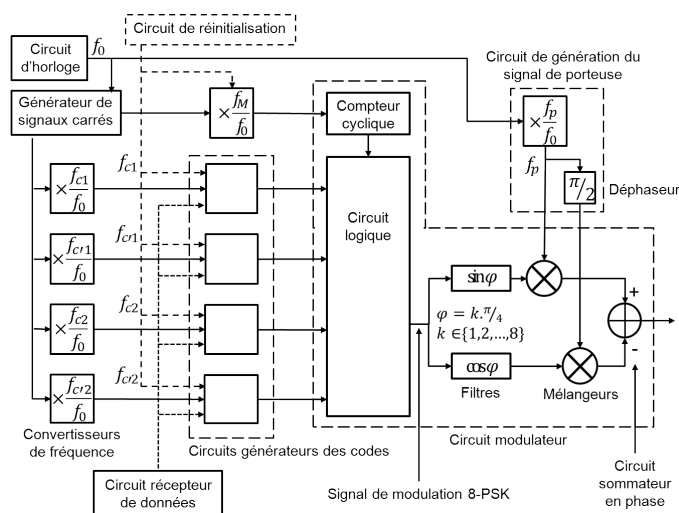 Circuit de réinitialisation
Circuit
d'horloge
f0
Circuit de génération du
signal de porteuse
Générateur de
signaux carrés
× fM/f0
Compteur
cyclique
× fp/f0
fp
π/2
Déphaseur
fc1
× fc1/f0
fc'1
× fc'1/f0
fc2
× fc2/f0
fc'2
× fc'2/f0
Circuit
logique
sinφ
φ = k.π/4
k ∈{1,2,...,8}
cosφ
+
-
Filtres
Mélangeurs
Convertisseurs
de fréquence
Circuits générateurs des codes
Circuit modulateur
Circuit récepteur
de données
Signal de modulation 8-PSK
Circuit
sommateur
en phase